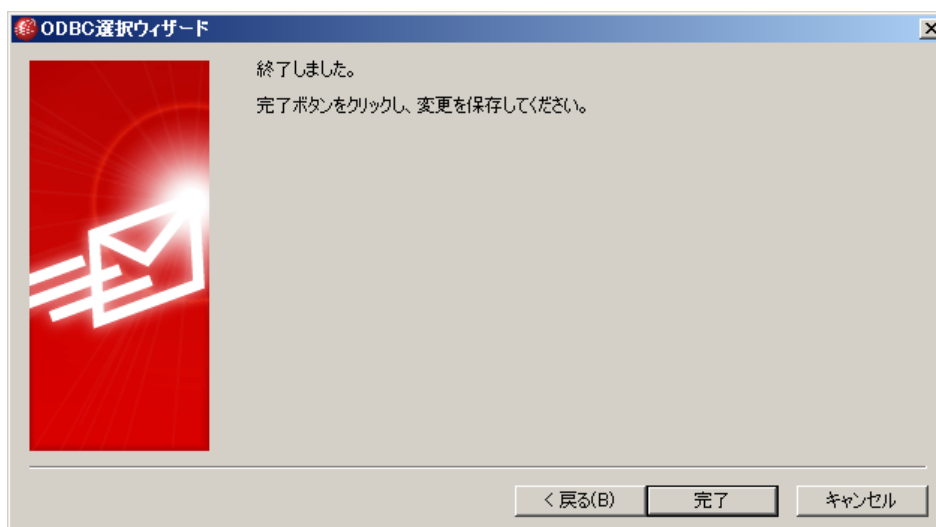 ODBC選択ウィザード
終了しました。
完了ボタンをクリックし、変更を保存してください。
< 戻る(B)
完了
キャンセル